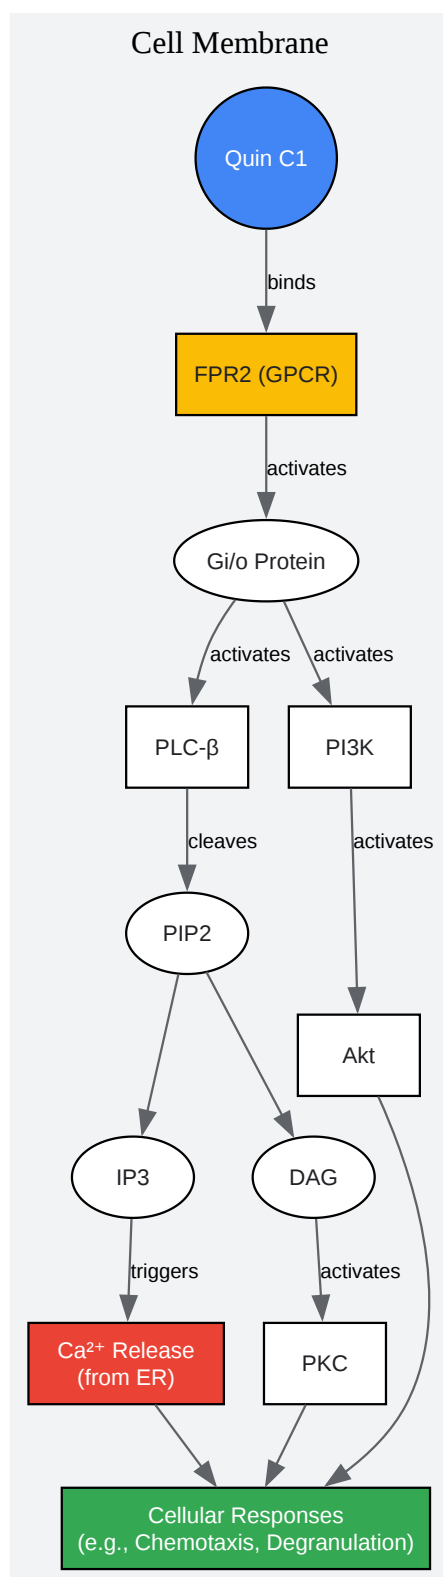 Cell Membrane
Quin C1
binds
FPR2 (GPCR)
activates
Gi/o Protein
activates
activates
PLC-β
PI3K
cleaves
activates
PIP2
Akt
IP3
DAG
triggers
activates
Ca²⁺ Release
(from ER)
PKC
Cellular Responses
(e.g., Chemotaxis, Degranulation)